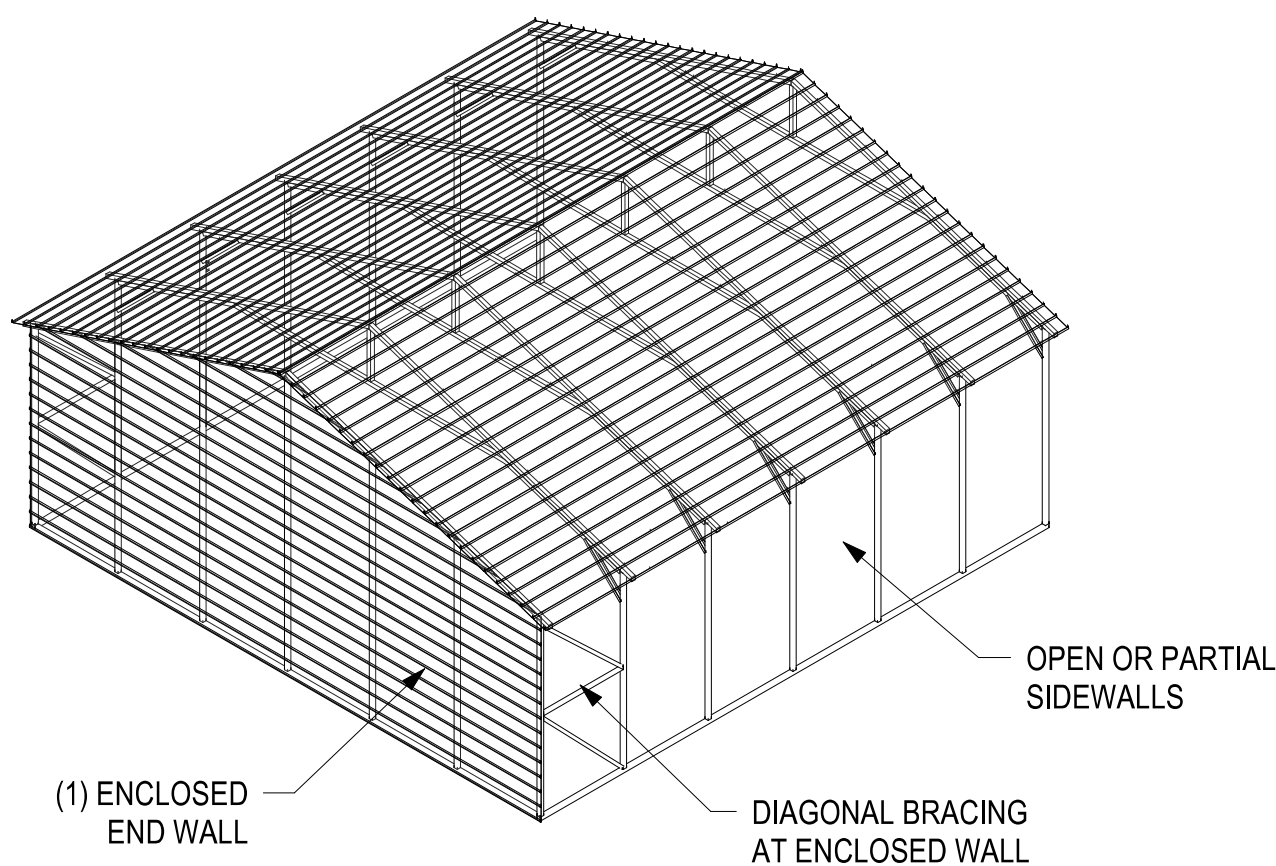 OPEN OR PARTIAL
SIDEWALLS
(1) ENCLOSED
END WALL
DIAGONAL BRACING
AT ENCLOSED WALL